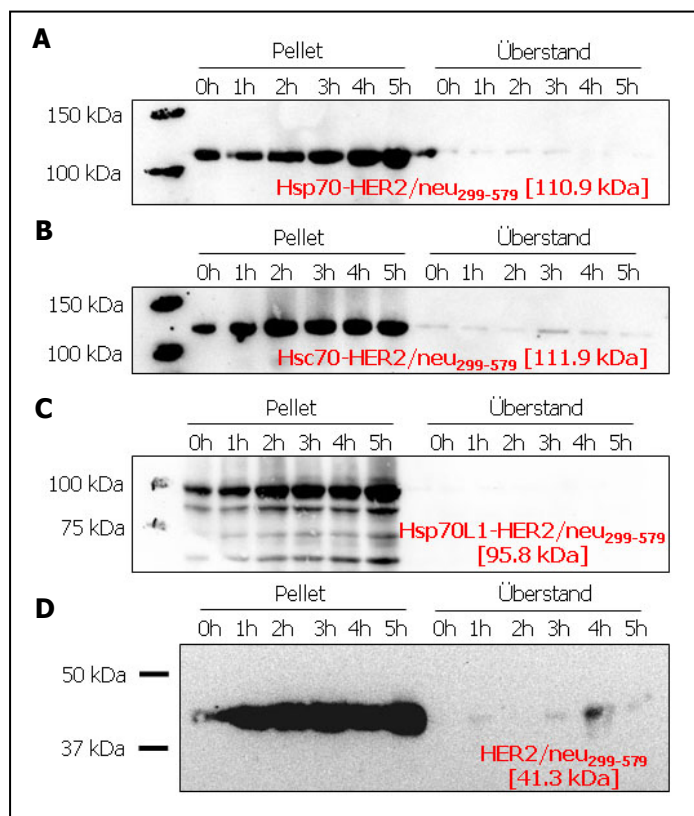 A
Pellet Überstand
0h 1h 2h 3h 4h 5h 0h 1h 2h 3h 4h 5h
150 kDa
100 kDa
Hsp70-HER2/neu299-579 [110.9 kDa]
B
Pellet Überstand
0h 1h 2h 3h 4h 5h 0h 1h 2h 3h 4h 5h
150 kDa
100 kDa
Hsc70-HER2/neu299-579 [111.9 kDa]
C
Pellet Überstand
0h 1h 2h 3h 4h 5h 0h 1h 2h 3h 4h 5h
100 kDa
75 kDa
Hsp70L1-HER2/neu299-579
[95.8 kDa]
D
Pellet Überstand
0h 1h 2h 3h 4h 5h 0h 1h 2h 3h 4h 5h
50 kDa
37 kDa
HER2/neu299-579
[41.3 kDa]